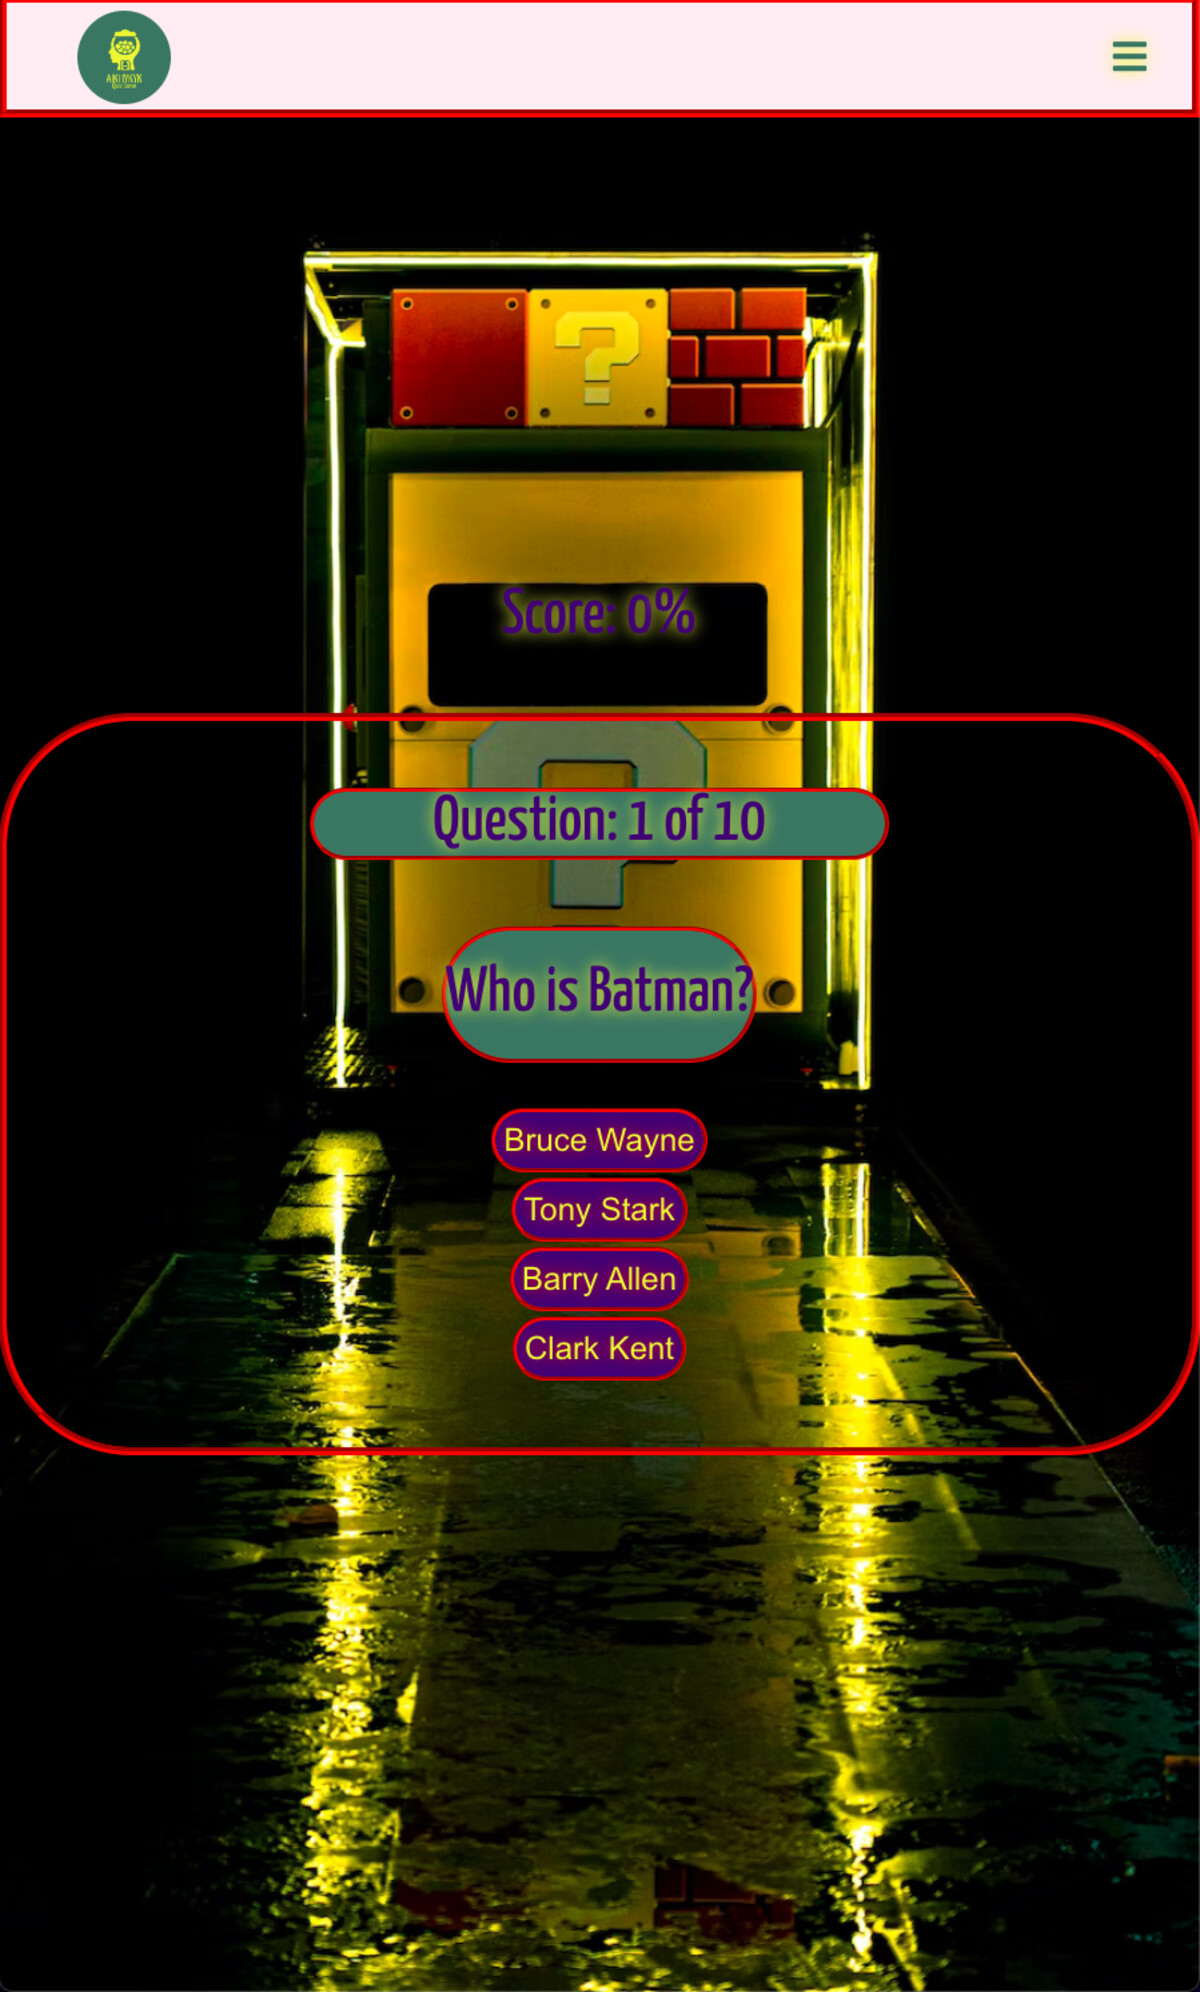 ?
Score: 0%
Question: 1 of 10
Who is Batman?
Bruce Wayne
Tony Stark
Barry Allen
Clark Kent